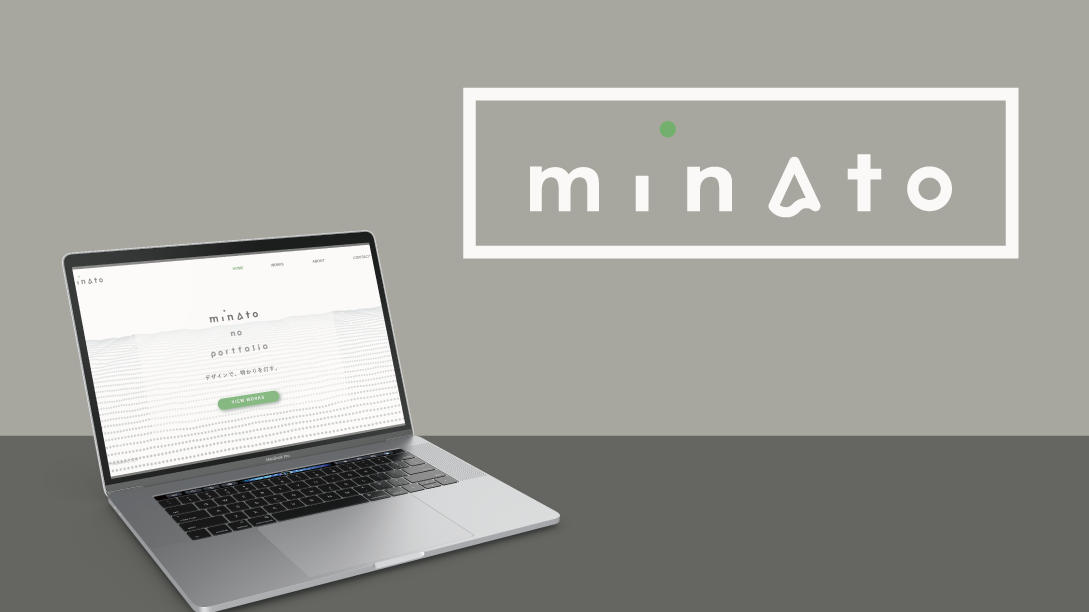 minato
inato
HOME WORKS ABOUT CONTACT
minato
no
portfolio
デザインで、明かりを灯す。
VIEW WORKS
MacBook Pro